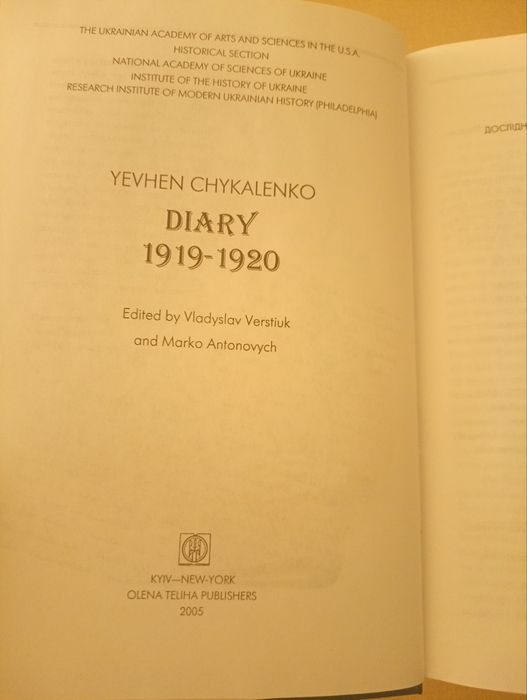 THE UKRAINIAN ACADEMY OF ARTS AND SCIENCES IN THE U.S.A.
HISTORICAL SECTION
NATIONAL ACADEMY OF SCIENCES OF UKRAINE
INSTITUTE OF THE HISTORY OF UKRAINE
RESEARCH INSTITUTE OF MODERN UKRAINIAN HISTORY (PHILADELPHIA)
YEVHEN CHYKALENKO
DIARY
1919-1920
Edited by Vladyslav Verstiuk
and Marko Antonovych
KYIV—NEW-YORK
OLENA TELIHA PUBLISHERS
2005